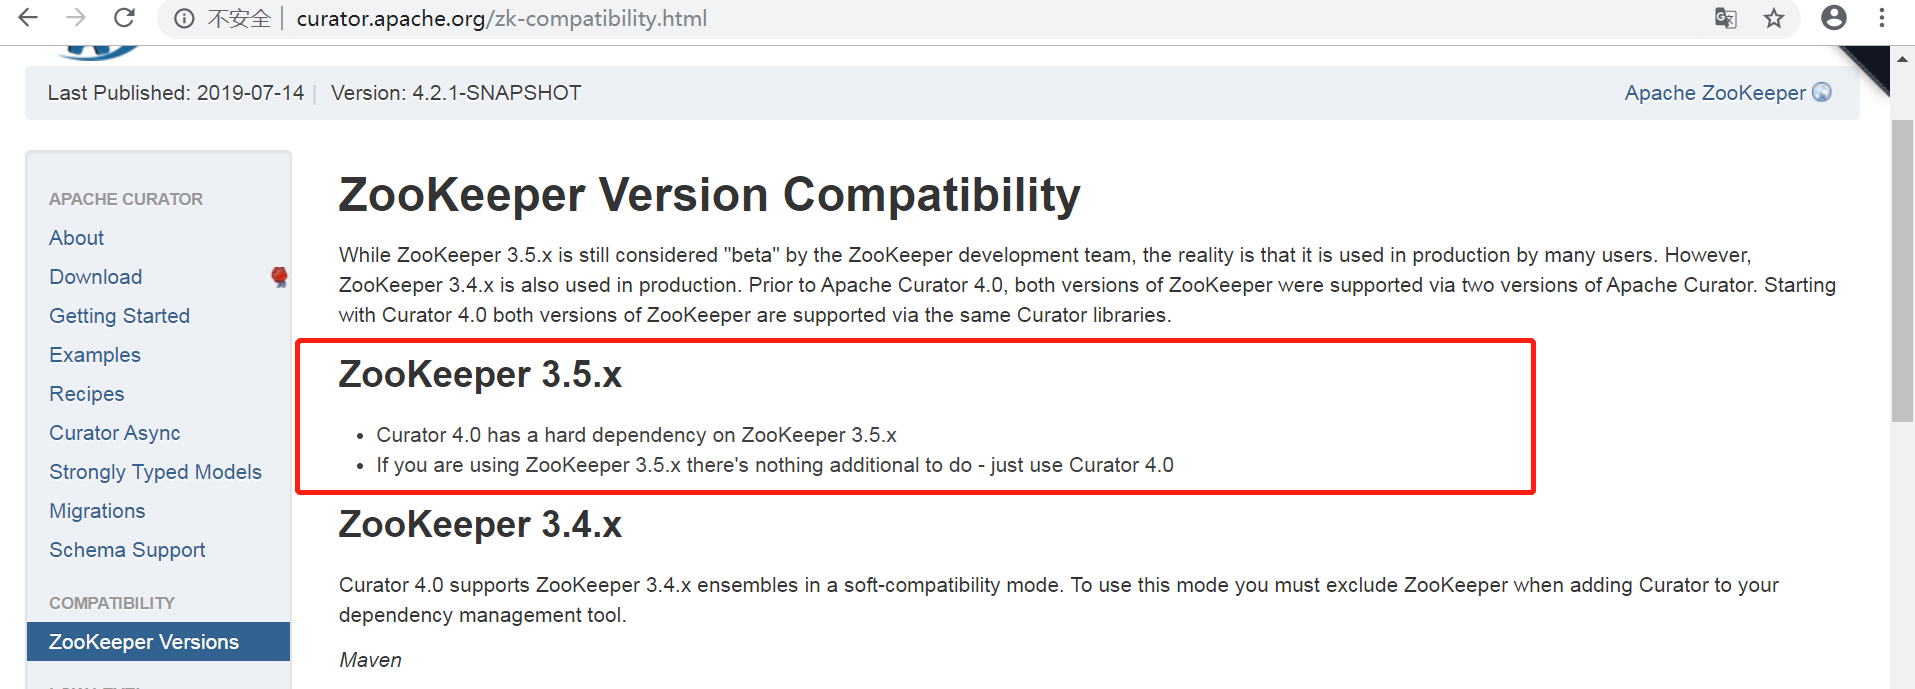 不安全 | curator.apache.org/zk-compatibility.html
Last Published: 2019-07-14 | Version: 4.2.1-SNAPSHOT
Apache ZooKeeper
APACHE CURATOR
About
Download
Getting Started
Examples
Recipes
Curator Async
Strongly Typed Models
Migrations
Schema Support
COMPATIBILITY
ZooKeeper Versions
ZooKeeper Version Compatibility
While ZooKeeper 3.5.x is still considered "beta" by the ZooKeeper development team, the reality is that it is used in production by many users. However,
ZooKeeper 3.4.x is also used in production. Prior to Apache Curator 4.0, both versions of ZooKeeper were supported via two versions of Apache Curator. Starting
with Curator 4.0 both versions of ZooKeeper are supported via the same Curator libraries.
ZooKeeper 3.5.x
• Curator 4.0 has a hard dependency on ZooKeeper 3.5.x
• If you are using ZooKeeper 3.5.x there's nothing additional to do - just use Curator 4.0
ZooKeeper 3.4.x
Curator 4.0 supports ZooKeeper 3.4.x ensembles in a soft-compatibility mode. To use this mode you must exclude ZooKeeper when adding Curator to your
dependency management tool.
Maven